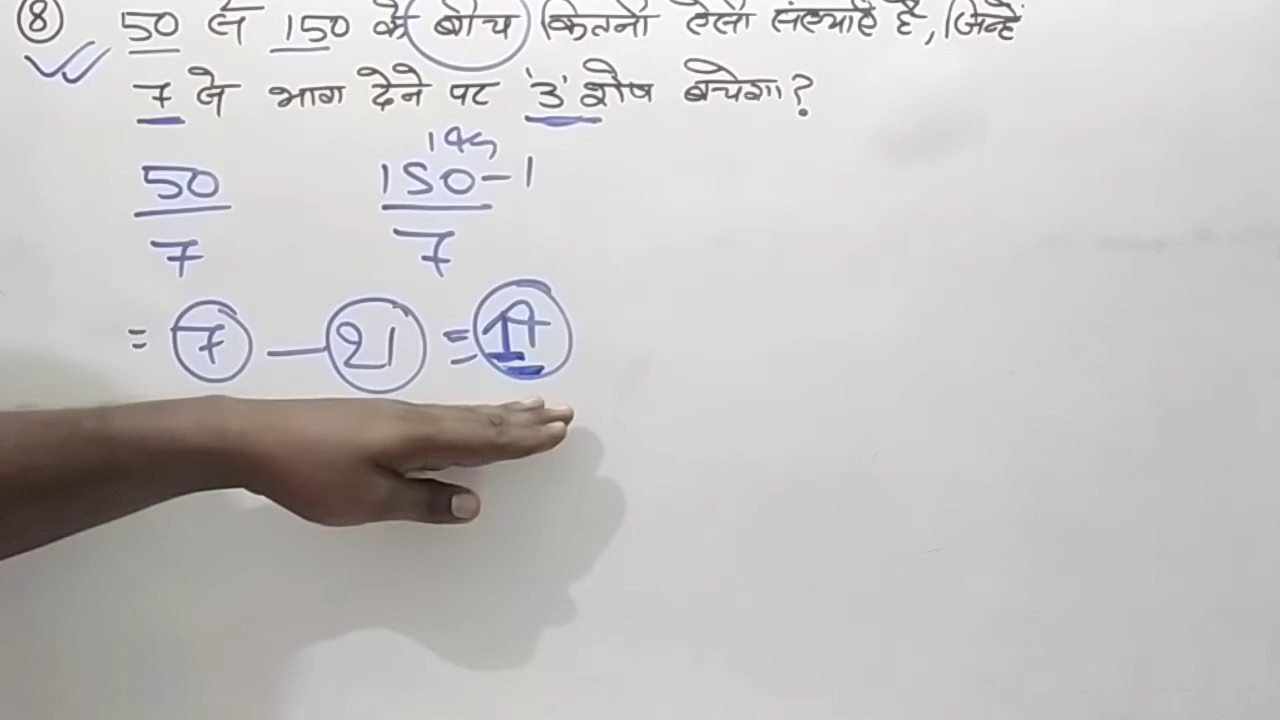 ⑧ 50 से 150 के बीच कितनी ऐसी संख्याएँ है, जिन्हें
7 से भाग देने पर '3' शेष बचेगा?
149
50 150-1
7 7
= 7 — 21 = 14